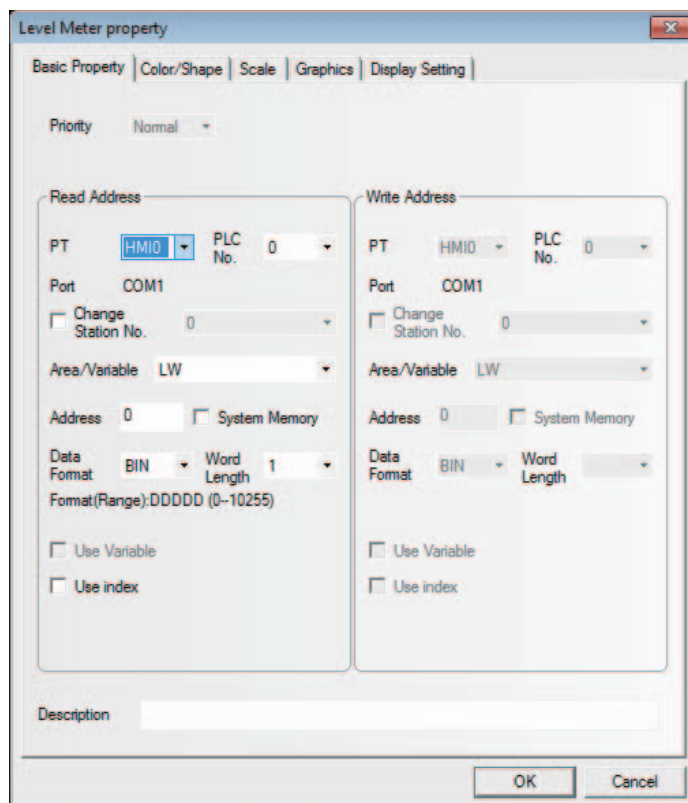 Level Meter property
Basic Property Color/Shape Scale Graphics Display Setting
Priority Normal
Read Address
PT HMI0 PLC No. 0
Port COM1
Change Station No. 0
Area/Variable LW
Address 0 System Memory
Data Format BIN Word Length 1
Format(Range):DDDDD (0--10255)
Use Variable
Use index
Write Address
PT HMI0 PLC No. 0
Port COM1
Change Station No. 0
Area/Variable LW
Address 0 System Memory
Data Format BIN Word Length
Use Variable
Use index
Description
OK Cancel